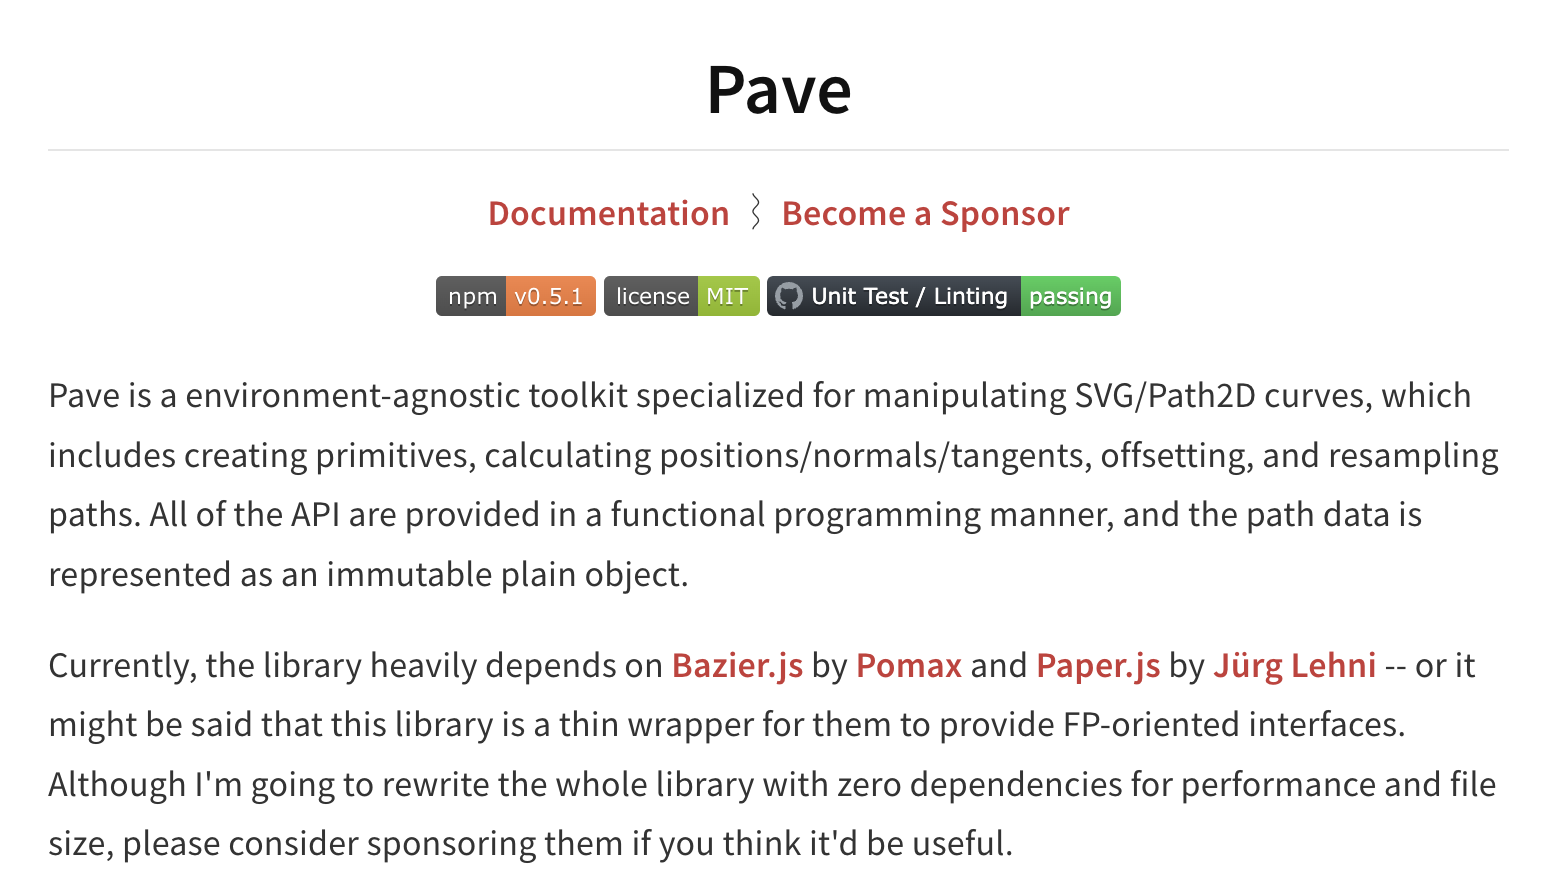 Pave
Documentation ⸾ Become a Sponsor
npm v0.5.1 license MIT Unit Test / Linting passing
Pave is a environment-agnostic toolkit specialized for manipulating SVG/Path2D curves, which
includes creating primitives, calculating positions/normals/tangents, offsetting, and resampling
paths. All of the API are provided in a functional programming manner, and the path data is
represented as an immutable plain object.
Currently, the library heavily depends on Bazier.js by Pomax and Paper.js by Jürg Lehni -- or it
might be said that this library is a thin wrapper for them to provide FP-oriented interfaces.
Although I'm going to rewrite the whole library with zero dependencies for performance and file
size, please consider sponsoring them if you think it'd be useful.